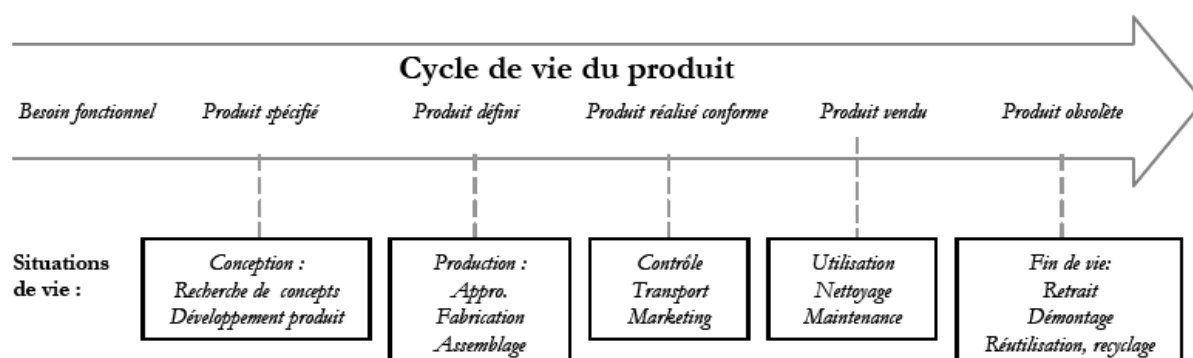 Cycle de vie du produit
Besoin fonctionnel Produit spécifié Produit défini Produit réalisé conforme Produit vendu Produit obsolète
Situations
de vie :
Conception :
Recherche de concepts
Développement produit
Production :
Appro.
Fabrication
Assemblage
Contrôle
Transport
Marketing
Utilisation
Nettoyage
Maintenance
Fin de vie:
Retrait
Démontage
Réutilisation, recyclage